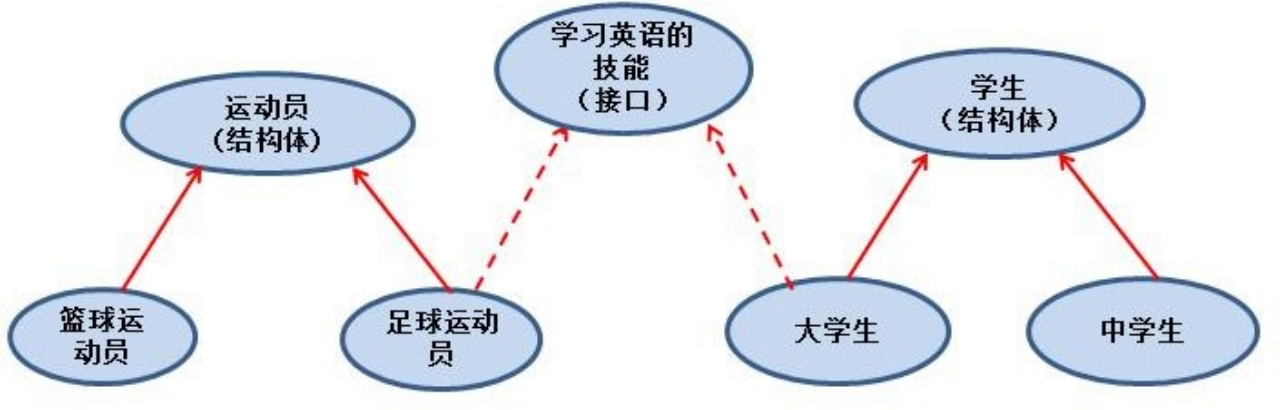 学习英语的
技能
（接口）
运动员
(结构体)
学生
（结构体）
篮球运
动员
足球运动
员
大学生
中学生